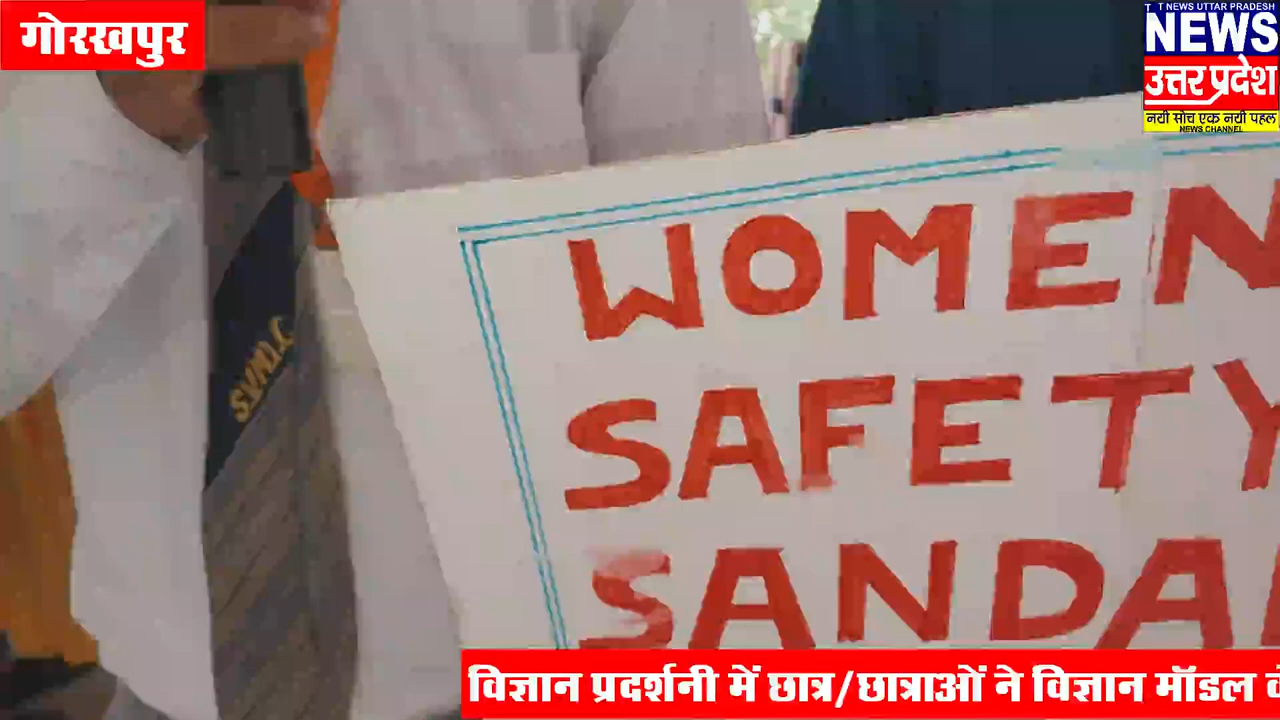 गोरखपुर
T T NEWS UTTAR PRADESH
NEWS
उत्तर प्रदेश
नयी सोच एक नयी पहल
NEWS CHANNEL
WOMEN
SAFETY
SANDA
विज्ञान प्रदर्शनी में छात्र/छात्राओं ने विज्ञान मॉडल